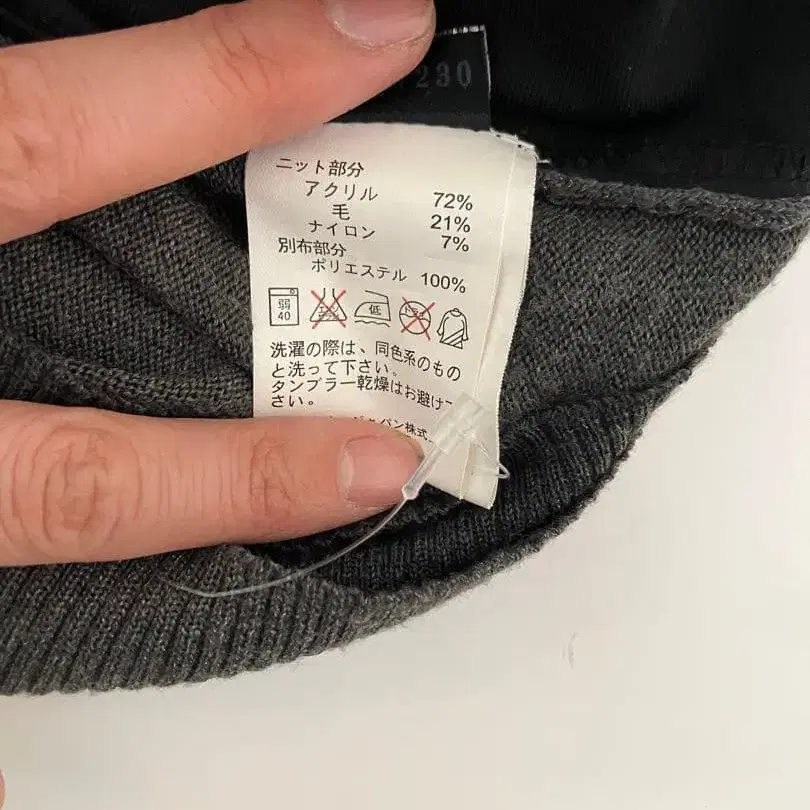 230
ニット部分
アクリル 72%
毛 21%
ナイロン 7%
別布部分
ポリエステル 100%
弱
40
低
洗濯の際は、同色系のもの
と洗って下さい。
タンブラー乾燥はお避け
さい。